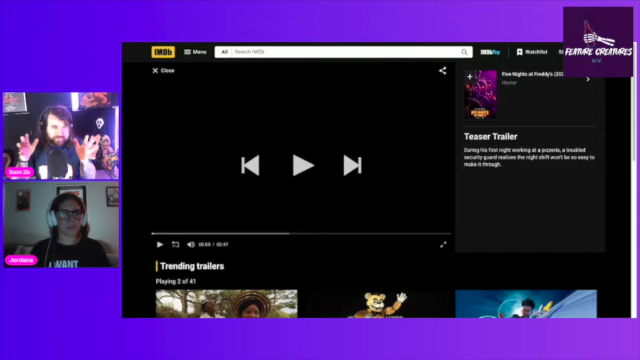 IMDb
Menu
All
Search IMDb
IMDbPro
Watchlist
FEATURE CREATURES
Close
Five Nights at Freddy's (202
Horror
Teaser Trailer
During his first night working at a pizzeria, a troubled
security guard realizes the night shift won't be so easy to
make it through.
00:00 / 00:47
Trending trailers
Playing 2 of 41
Jordana
I WANT